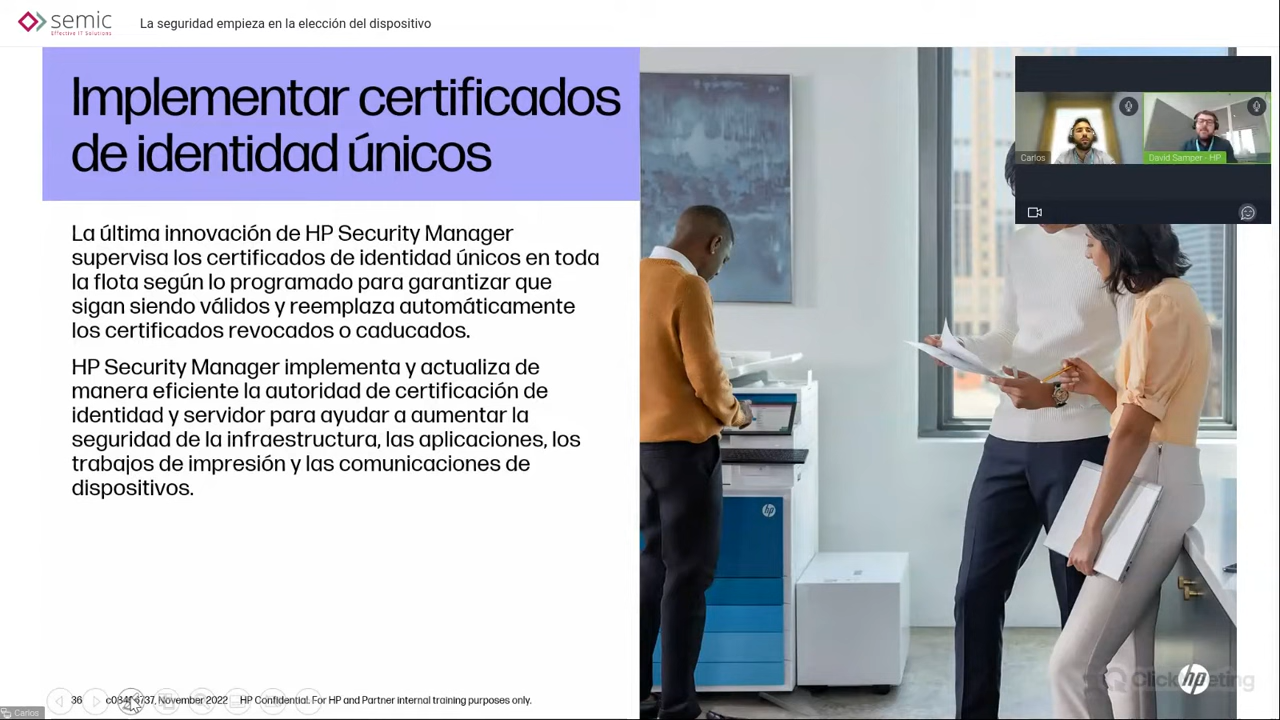 semic
Effective IT Solutions
La seguridad empieza en la elección del dispositivo
Implementar certificados
de identidad únicos
La última innovación de HP Security Manager
supervisa los certificados de identidad únicos en toda
la flota según lo programado para garantizar que
sigan siendo válidos y reemplaza automáticamente
los certificados revocados o caducados.
HP Security Manager implementa y actualiza de
manera eficiente la autoridad de certificación de
identidad y servidor para ayudar a aumentar la
seguridad de la infraestructura, las aplicaciones, los
trabajos de impresión y las comunicaciones de
dispositivos.
Carlos
David Samper - HP
hp
36
November 2022
HP Confidential. For HP and Partner internal training purposes only.
hp
Carlos